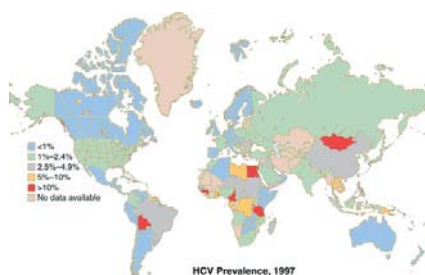 <1%
1%–2.4%
2.5%–4.9%
5%–10%
>10%
No data available
HCV Prevalence, 1997